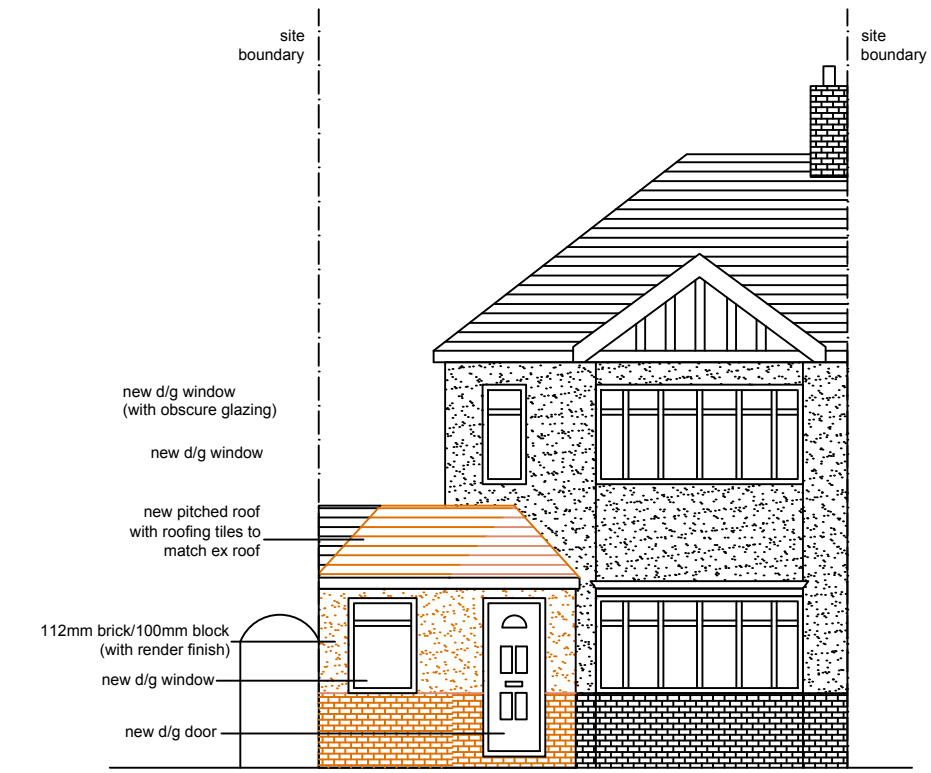 site
boundary
site
boundary
new d/g window
(with obscure glazing)
new d/g window
new pitched roof
with roofing tiles to
match ex roof
112mm brick/100mm block
(with render finish)
new d/g window
new d/g door